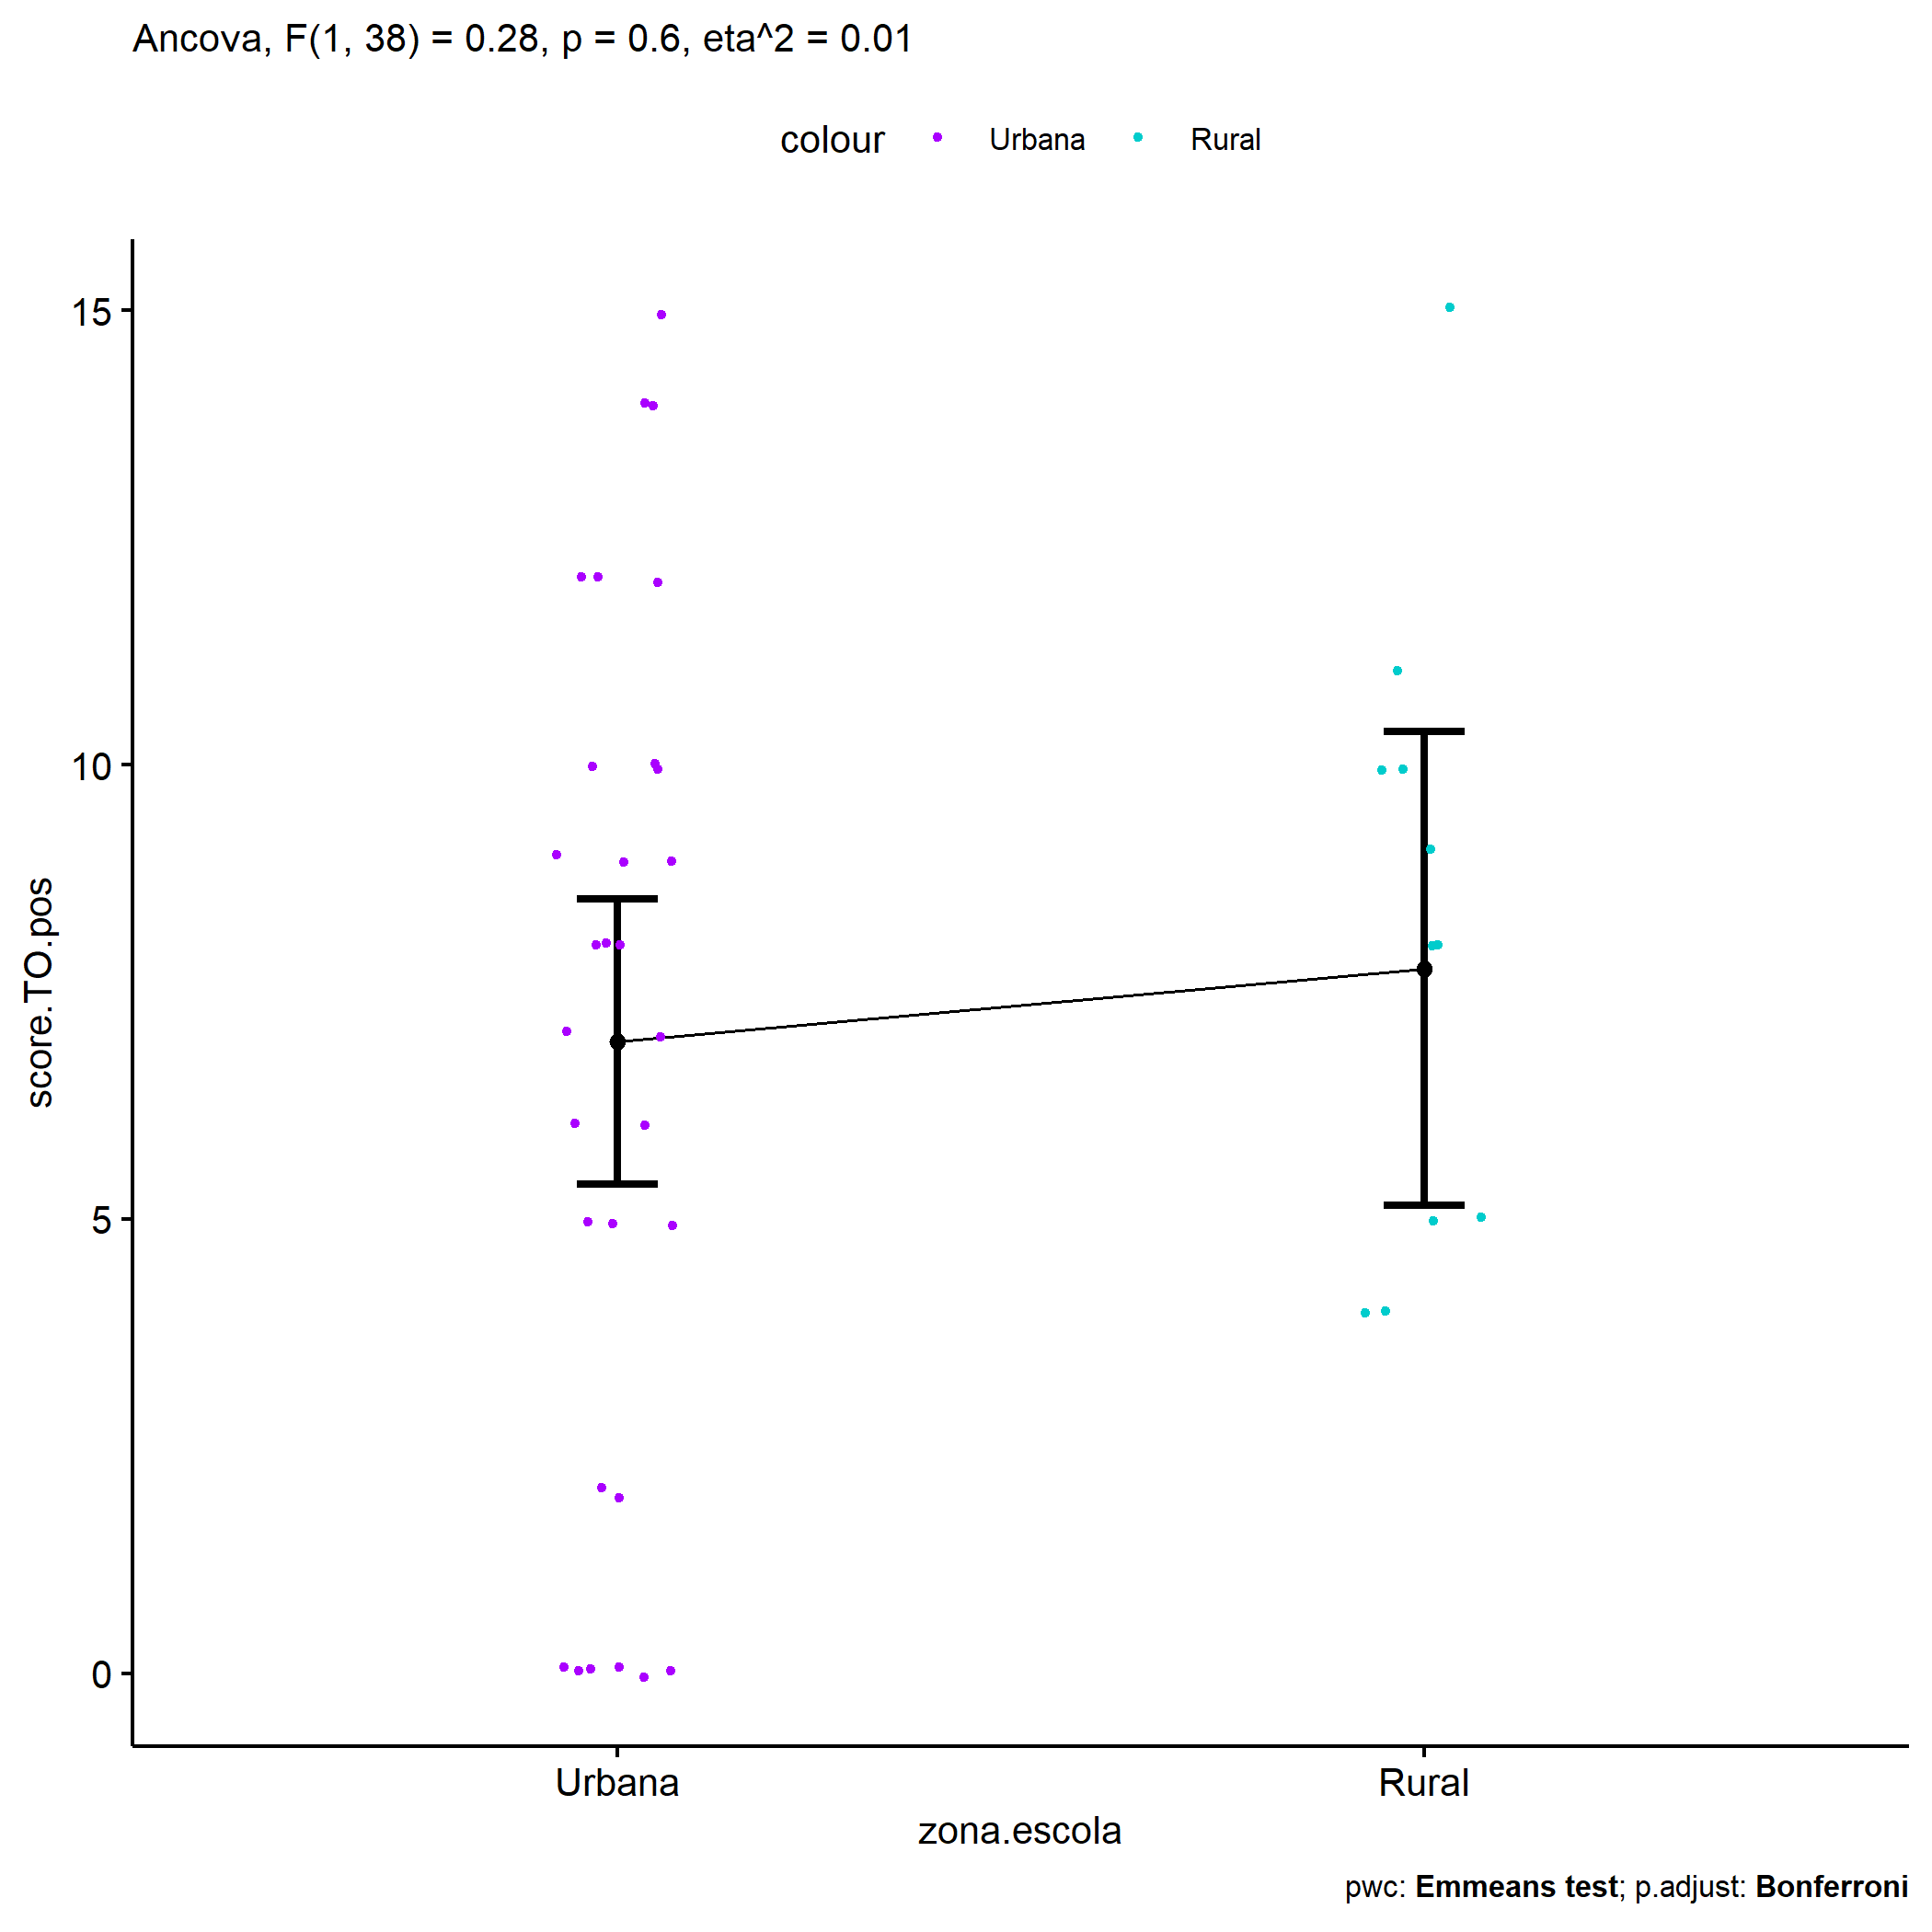 Ancova, F(1, 38) = 0.28, p = 0.6, eta^2 = 0.01
colour Urbana Rural
15
10
5
0
score.TO.pos
Urbana Rural
zona.escola
pwc: Emmeans test; p.adjust: Bonferroni